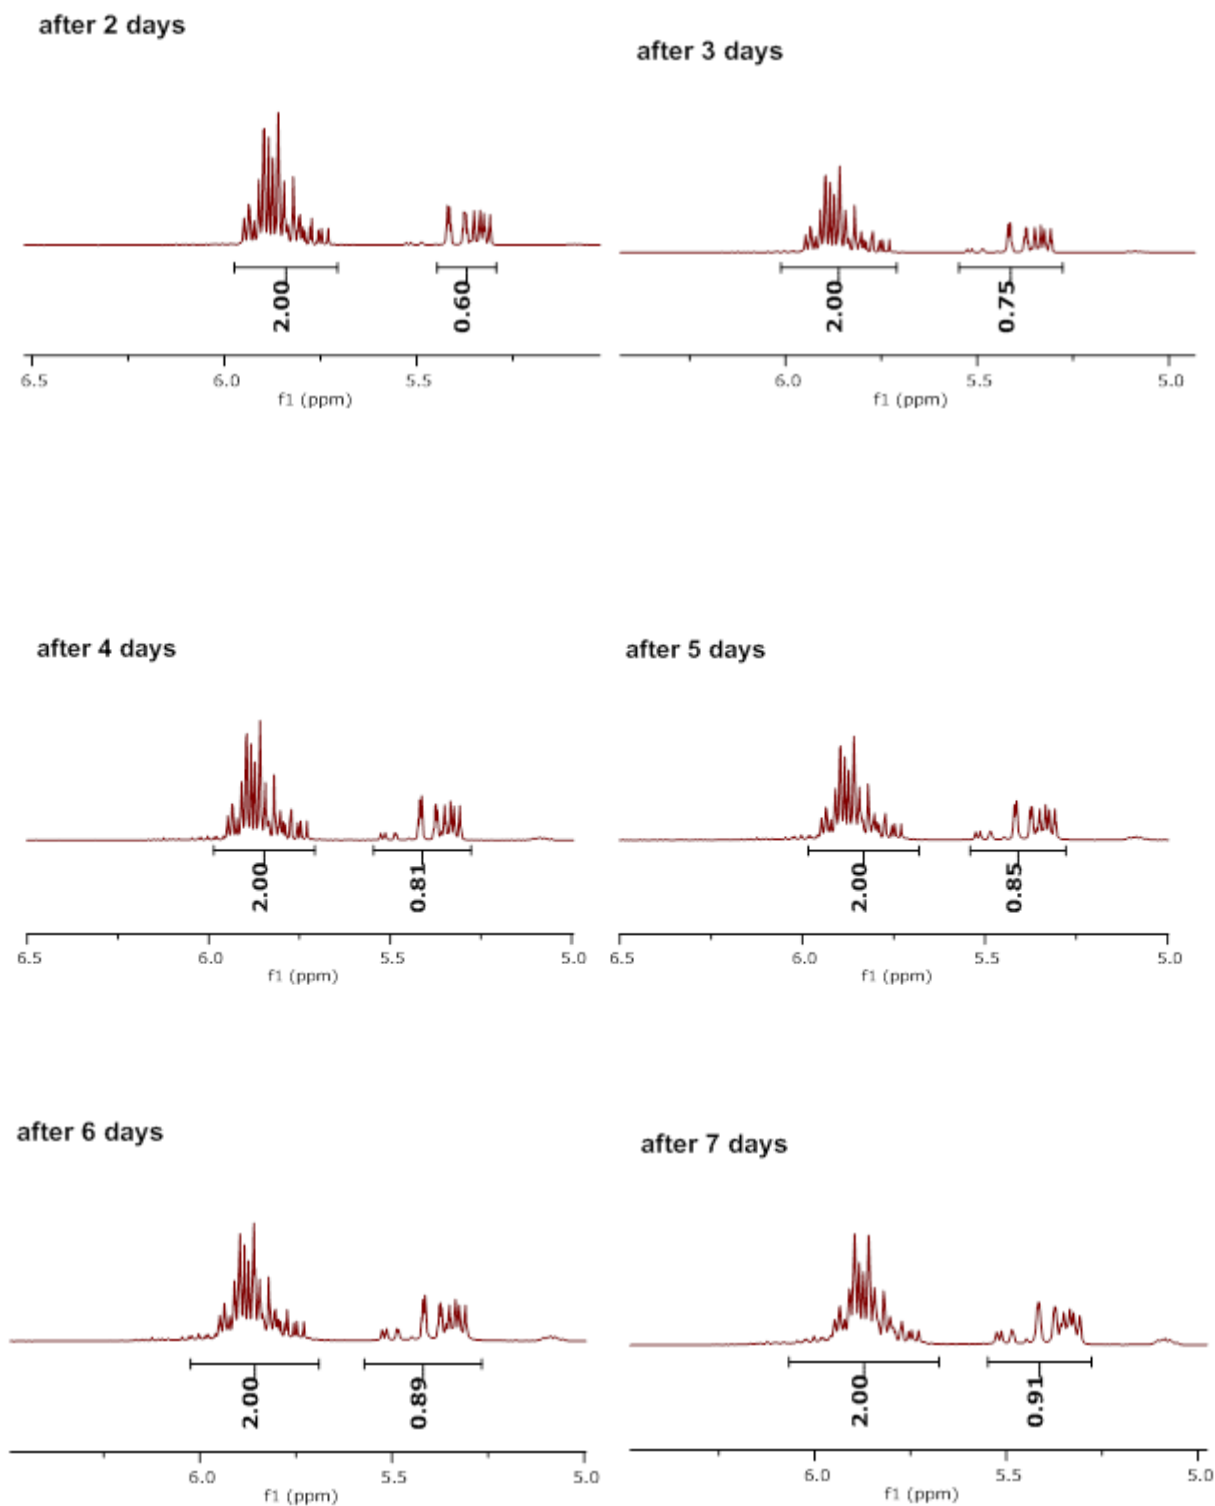 after 2 days
2.00
0.60
6.5 6.0 5.5
f1 (ppm)
after 3 days
2.00
0.75
6.0 5.5 5.0
f1 (ppm)
after 4 days
2.00
0.81
6.5 6.0 5.5 5.0
f1 (ppm)
after 5 days
2.00
0.85
6.5 6.0 5.5 5.0
f1 (ppm)
after 6 days
2.00
0.89
6.0 5.5 5.0
f1 (ppm)
after 7 days
2.00
0.91
6.0 5.5 5.0
f1 (ppm)